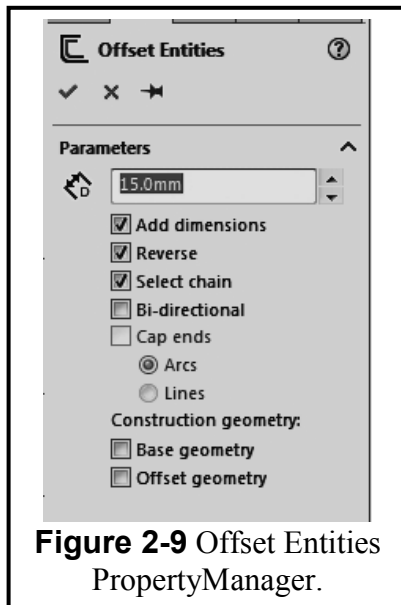 Offset Entities
Parameters
D
15.0mm
Add dimensions
Reverse
Select chain
Bi-directional
Cap ends
Arcs
Lines
Construction geometry:
Base geometry
Offset geometry
Figure 2-9 Offset Entities
PropertyManager.